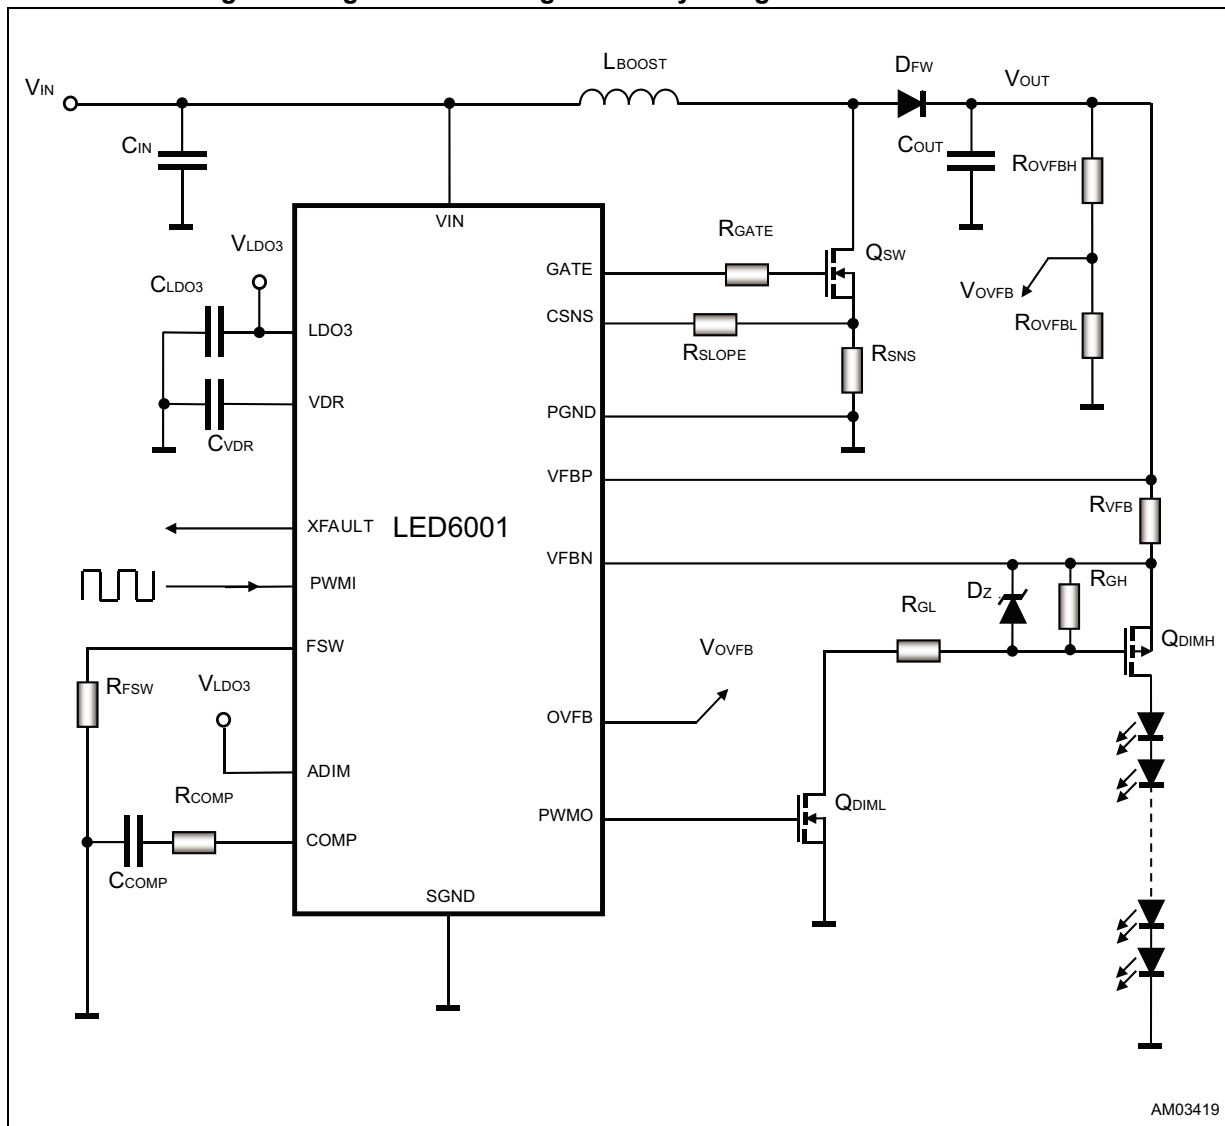 LBOOST
DFW
VOUT
VIN
CIN
COUT
ROVFBH
VIN
RGATE
QSW
VLDO3
GATE
VOVFB
CLDO3
CSNS
ROVFBL
LDO3
RSLOPE
RSNS
VDR
PGND
CVDR
VFBP
RVFB
XFAULT
LED6001
VFBN
PWMI
DZ
RGH
RGL
QDIMH
FSW
VOVFB
RFSW
VLDO3
OVFB
ADIM
RCOMP
QDIML
PWMO
COMP
CCOMP
SGND
AM03419